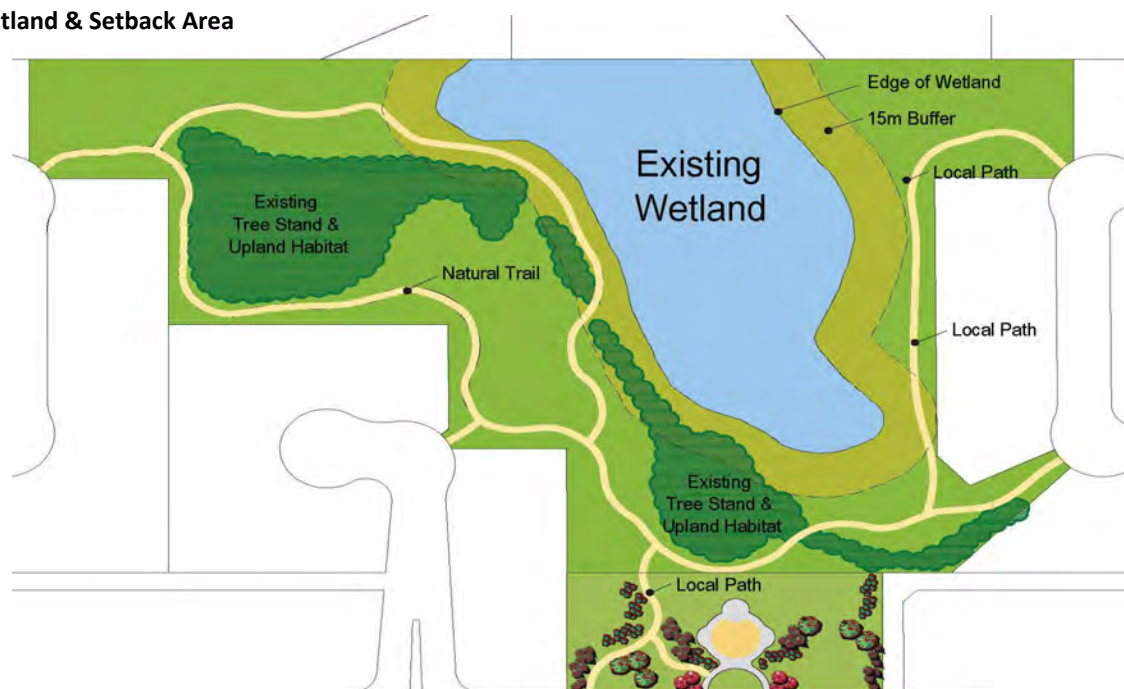 tland & Setback Area
Edge of Wetland
15m Buffer
Existing
Wetland
Local Path
Existing
Tree Stand &
Upland Habitat
Natural Trail
Local Path
Existing
Tree Stand &
Upland Habitat
Local Path